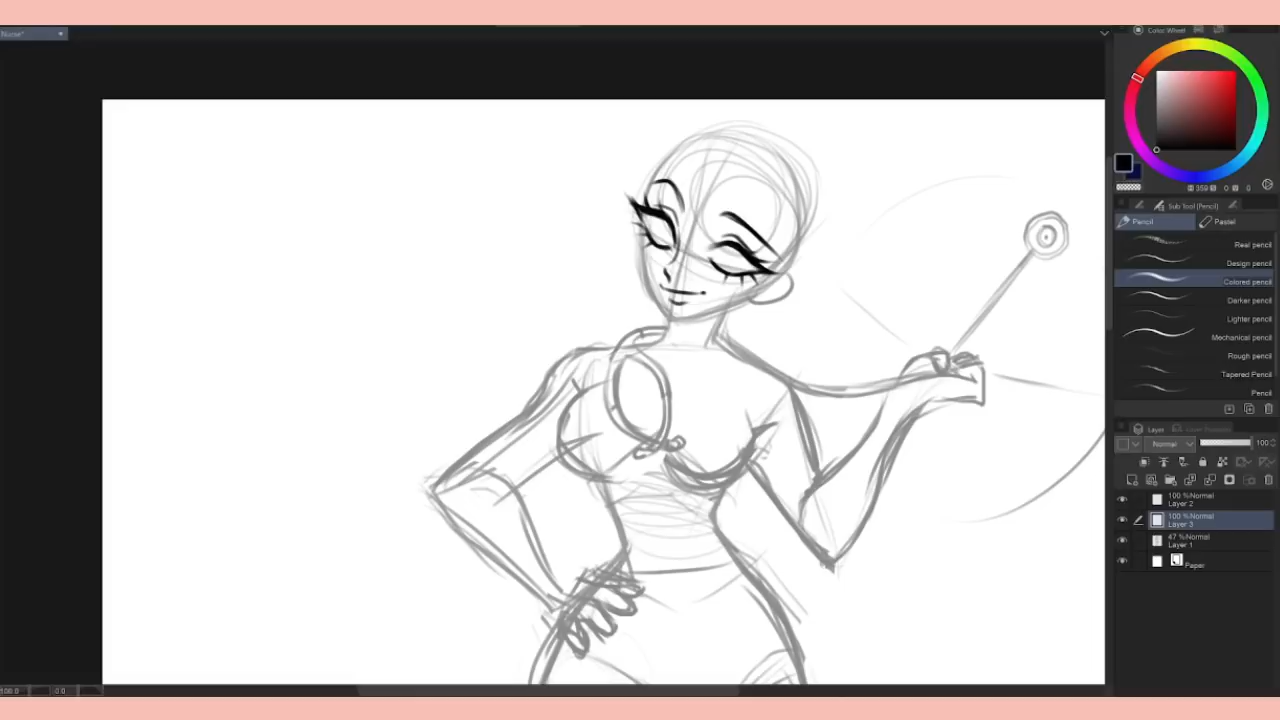 Color Wheel
Sub Tool [Pencil]
Pencil
Pastel
Real pencil
Design pencil
Colored pencil
Darker pencil
Lighter pencil
Mechanical pencil
Rough pencil
Tapered Pencil
Pencil
Layer
Normal
100
100 %Normal
Layer 2
100 %Normal
Layer 3
47 %Normal
Layer 1
Paper